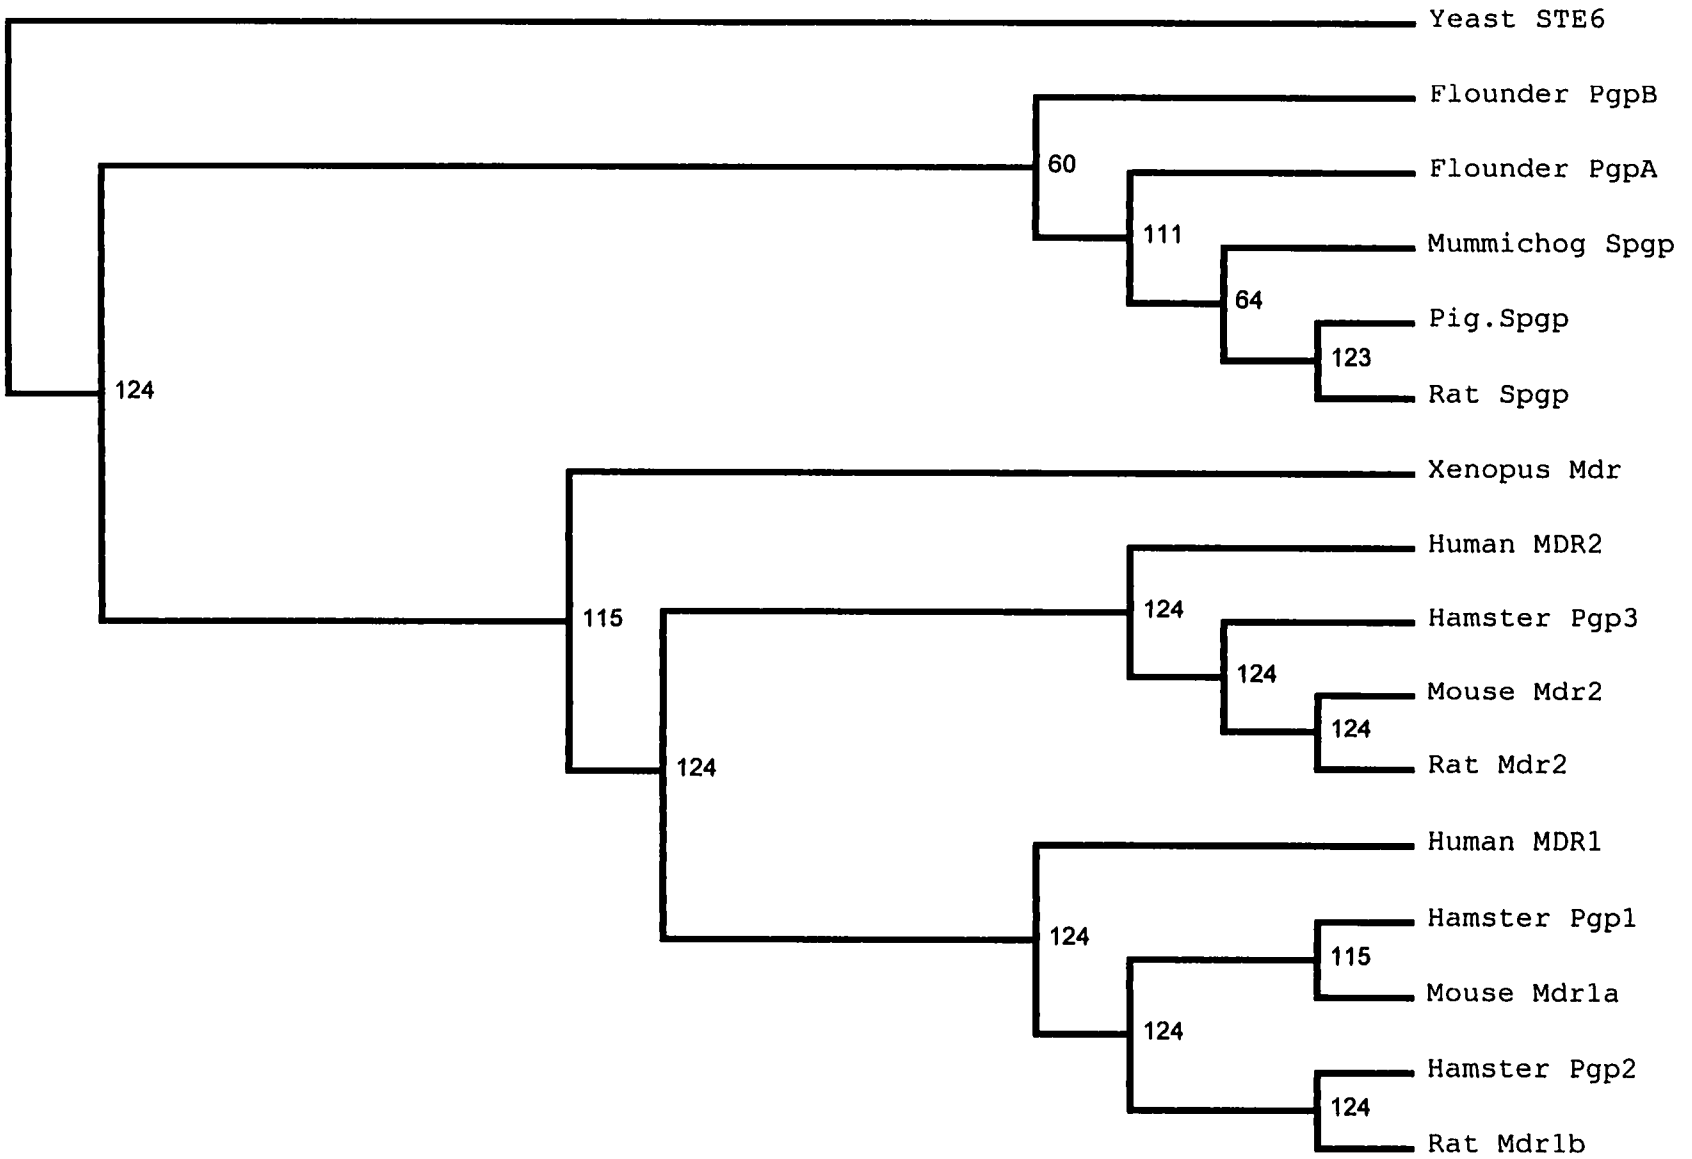 Yeast STE6
Flounder PgpB
60
Flounder PgpA
111
Mummichog Spgp
64
Pig.Spgp
123
Rat Spgp
124
Xenopus Mdr
Human MDR2
124
115
Hamster Pgp3
124
Mouse Mdr2
124
Rat Mdr2
124
Human MDR1
Hamster Pgp1
124
115
Mouse Mdr1a
124
Hamster Pgp2
124
Rat Mdr1b